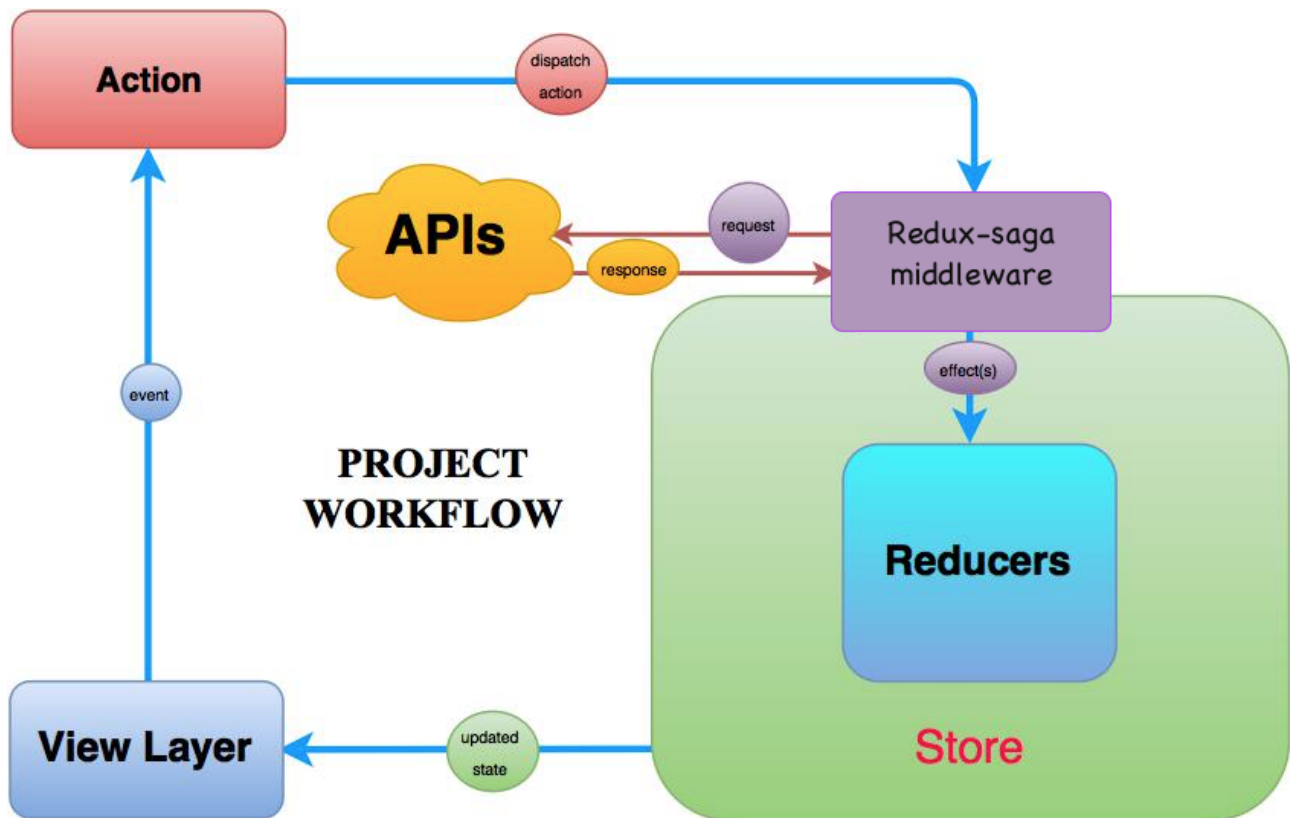 Action
dispatch
action
APIs
request
response
Redux-saga
middleware
effect(s)
event
PROJECT
WORKFLOW
Reducers
View Layer
updated
state
Store